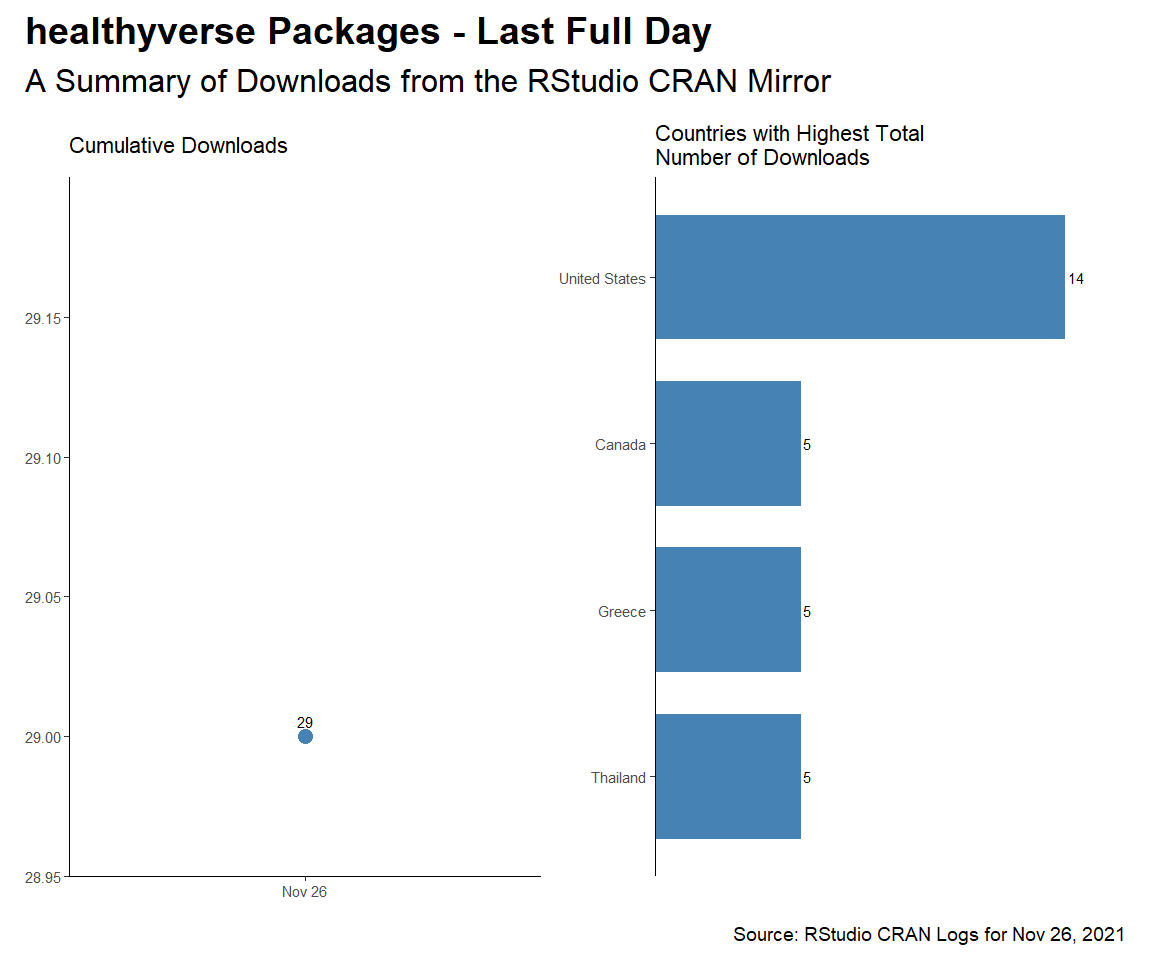 healthyverse Packages - Last Full Day
A Summary of Downloads from the RStudio CRAN Mirror
Cumulative Downloads
29.15
29.10
29.05
29.00
28.95
29
Nov 26
Countries with Highest Total
Number of Downloads
United States
14
Canada
5
Greece
5
Thailand
5
Source: RStudio CRAN Logs for Nov 26, 2021